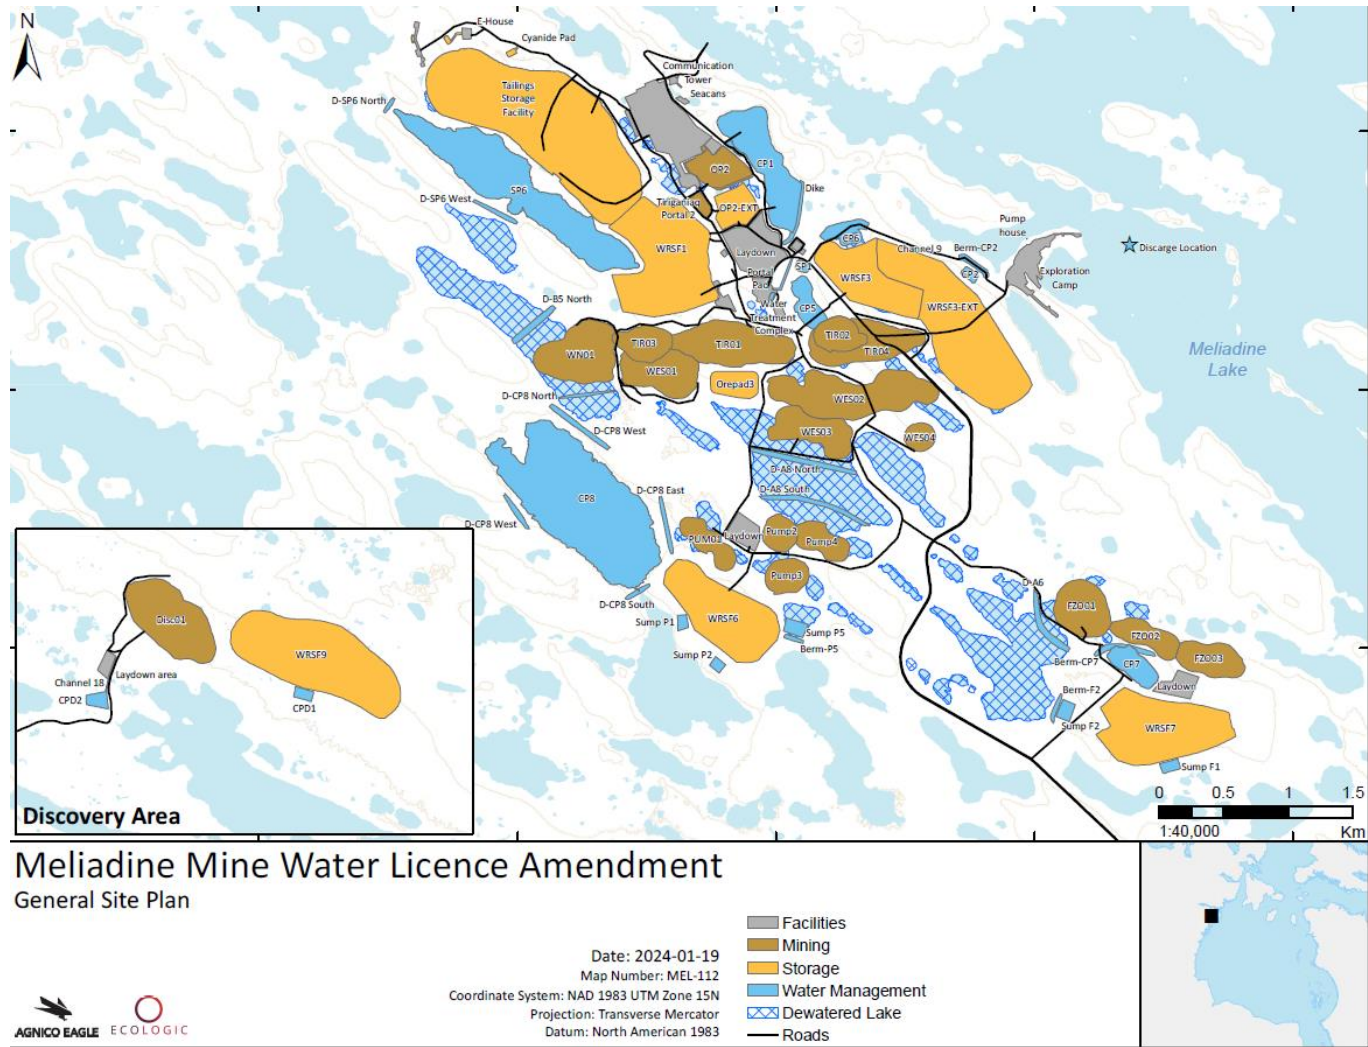 N
E-House
Cyanide Pad
Communication
Tower
Seacans
Tailings
Storage
Facility
D-SP6 North
OP2
CP1
Dike
SP6
D-SP6 West
Tiriganiaq
Portal 2
OP2-EXT
WRSF1
Laydown
Portal
Pad
SP1
CP6
Channel 9
Berm-CP2
CP2
Pump
house
Discarge Location
Exploration
Camp
WRSF3
WRSF3-EXT
D-B5 North
Water
Treatment
Complex
CP5
Meliadine
Lake
WN01
TIR03
TIR01
TIR02
TIR04
WES01
Orepad3
WES02
D-CP8 North
D-CP8 West
WES03
WES04
D-A8 North
D-A8 South
CP8
D-CP8 East
D-CP8 West
PUM01
Laydown
Pump2
Pump4
Pump3
D-CP8 South
Sump P1
WRSF6
Sump P5
Berm-P5
Sump P2
D-A6
FZO01
FZO02
FZO03
Berm-CP7
CP7
Laydown
Berm-F2
Sump F2
WRSF7
Sump F1
Disc01
WRSF9
Laydown area
Channel 18
CPD2
CPD1
Discovery Area
0 0.5 1 1.5
1:40,000 Km
Meliadine Mine Water Licence Amendment
General Site Plan
Date: 2024-01-19
Map Number: MEL-112
Coordinate System: NAD 1983 UTM Zone 15N
Projection: Transverse Mercator
Datum: North American 1983
Facilities
Mining
Storage
Water Management
Dewatered Lake
Roads
AGNICO EAGLE
ECOLOGIC